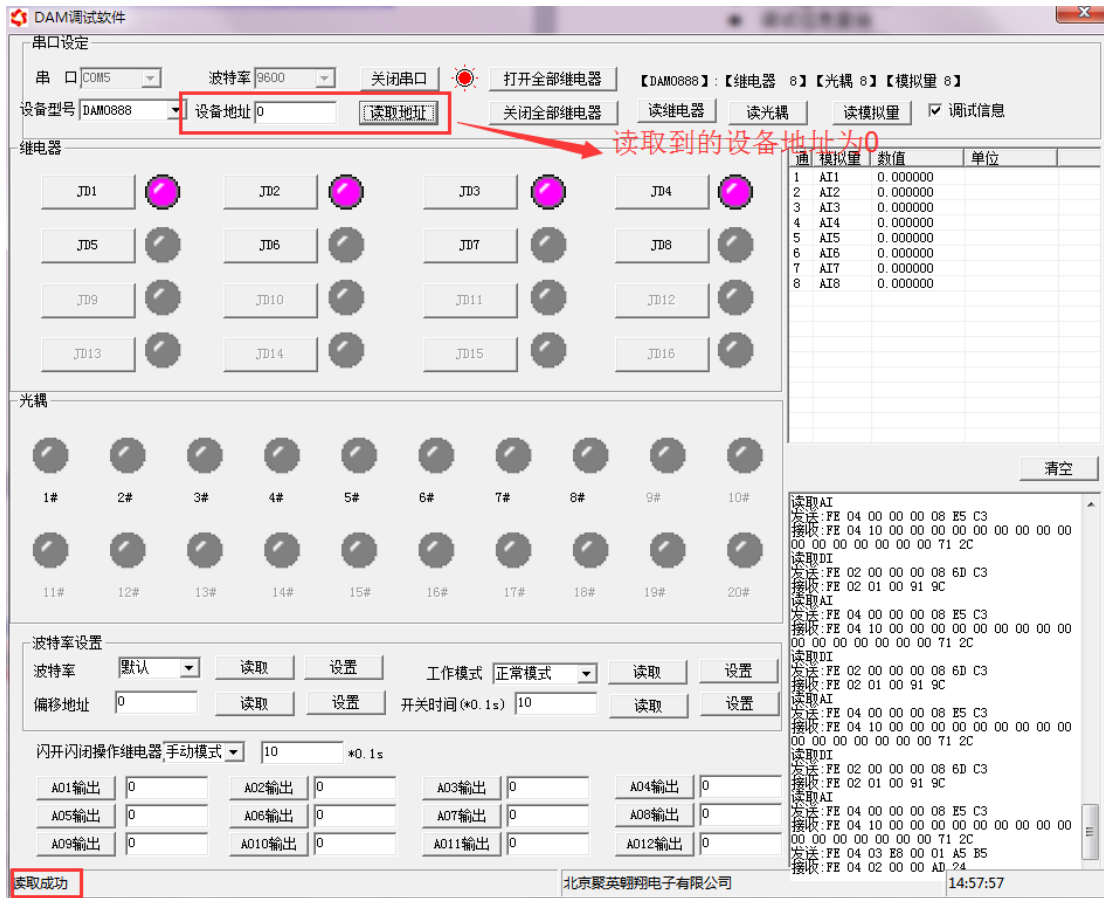 DAM调试软件
串口设定
串 口 COM5 波特率 9600 关闭串口 打开全部继电器 【DAM0888】:【继电器 8】【光耦 8】【模拟量 8】
设备型号 DAM0888 设备地址 0 读取地址 关闭全部继电器 读继电器 读光耦 读模拟量 调试信息
读取到的设备地址为0
继电器
JD1 JD2 JD3 JD4
JD5 JD6 JD7 JD8
JD9 JD10 JD11 JD12
JD13 JD14 JD15 JD16
通 模拟量 数值 单位
1 AI1 0.000000
2 AI2 0.000000
3 AI3 0.000000
4 AI4 0.000000
5 AI5 0.000000
6 AI6 0.000000
7 AI7 0.000000
8 AI8 0.000000
清空
光耦
1# 2# 3# 4# 5# 6# 7# 8# 9# 10#
11# 12# 13# 14# 15# 16# 17# 18# 19# 20#
读取AI
发送:FE 04 00 00 00 08 E5 C3
接收:FE 04 10 00 00 00 00 00 00 00 00 00 00
00 00 00 00 00 00 00 71 2C
读取DI
发送:FE 02 00 00 00 08 6D C3
接收:FE 02 01 00 91 9C
读取AI
发送:FE 04 00 00 00 08 E5 C3
接收:FE 04 10 00 00 00 00 00 00 00 00 00 00
00 00 00 00 00 00 00 71 2C
读取DI
发送:FE 02 00 00 00 08 6D C3
接收:FE 02 01 00 91 9C
读取AI
发送:FE 04 00 00 00 08 E5 C3
接收:FE 04 10 00 00 00 00 00 00 00 00 00 00
00 00 00 00 00 00 00 71 2C
读取DI
发送:FE 02 00 00 00 08 6D C3
接收:FE 02 01 00 91 9C
读取AI
发送:FE 04 00 00 00 08 E5 C3
接收:FE 04 10 00 00 00 00 00 00 00 00 00 00
00 00 00 00 00 00 00 71 2C
发送:FE 04 03 E8 00 01 A5 B5
接收:FE 04 02 00 00 AD 24
波特率设置
波特率 默认 读取 设置 工作模式 正常模式 读取 设置
偏移地址 0 读取 设置 开关时间(*0.1s) 10 读取 设置
闪开闪闭操作继电器 手动模式 10 *0.1s
AO1输出 0 AO2输出 0 AO3输出 0 AO4输出 0
AO5输出 0 AO6输出 0 AO7输出 0 AO8输出 0
AO9输出 0 AO10输出 0 AO11输出 0 AO12输出 0
读取成功 北京聚英翱翔电子有限公司 14:57:57